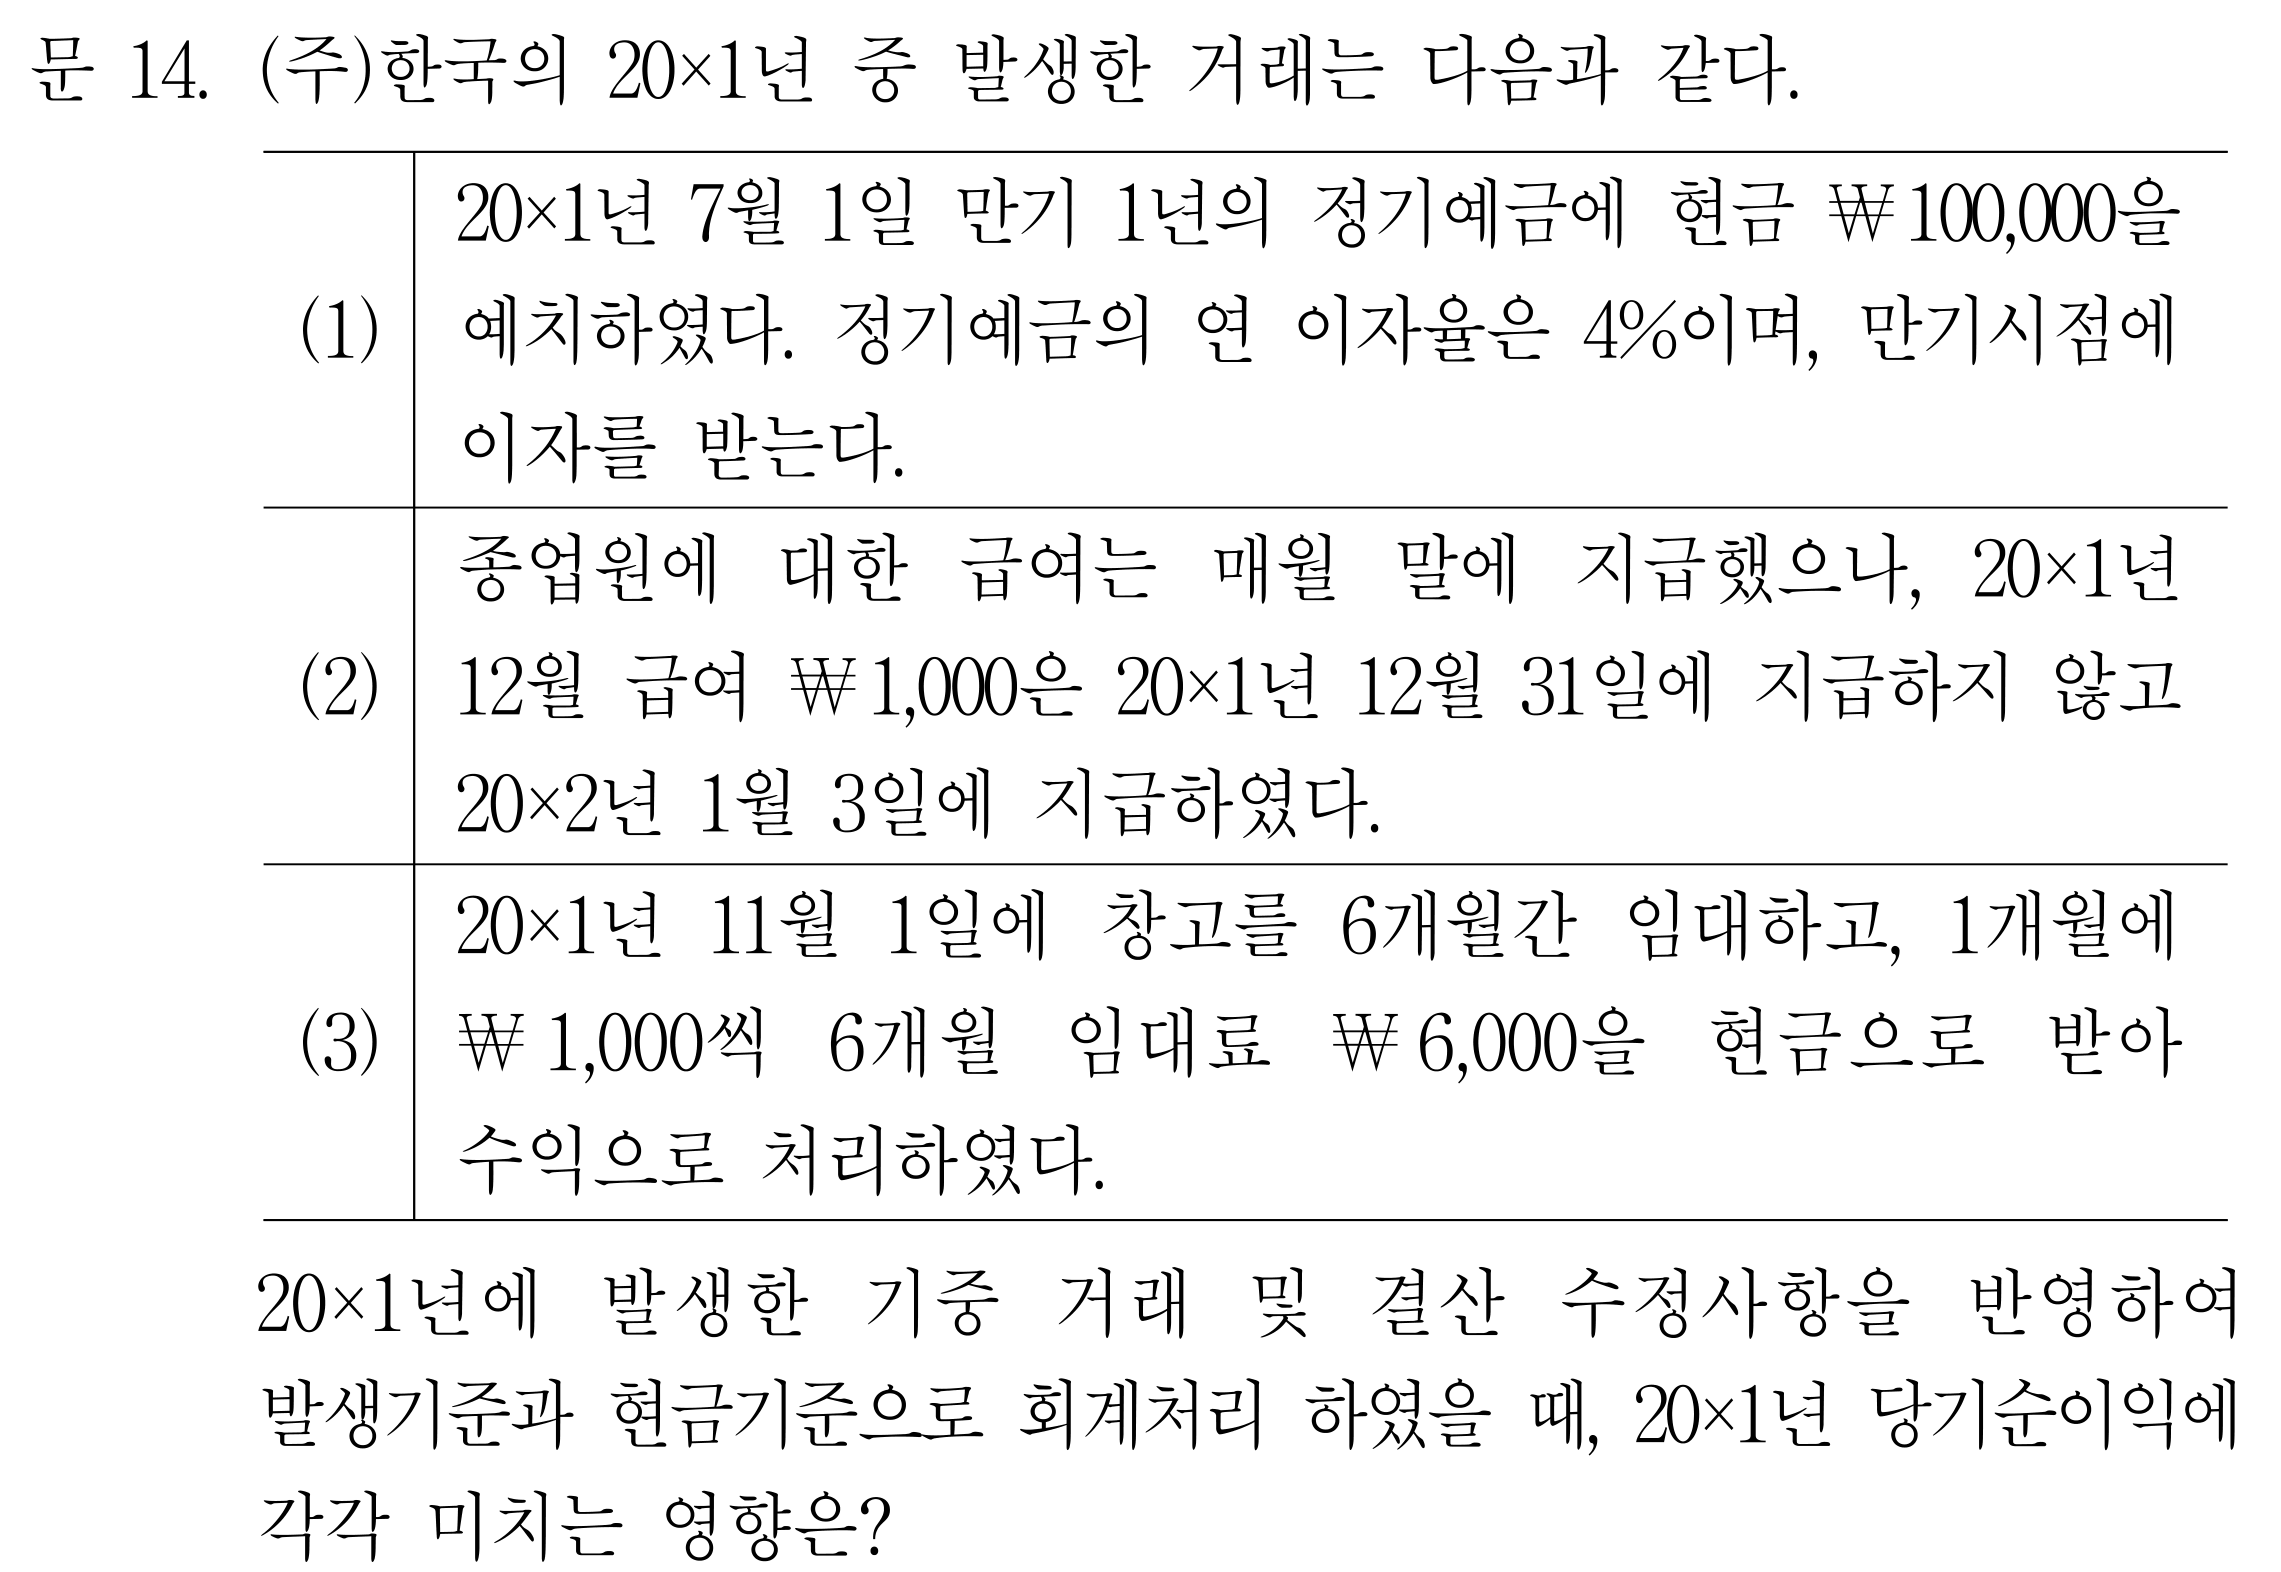 문 14. (주)한국의 20×1년 중 발생한 거래는 다음과 같다.
20×1년 7월 1일 만기 1년의 정기예금에 현금 ₩100,000을
(1) 예치하였다. 정기예금의 연 이자율은 4%이며, 만기시점에
이자를 받는다.
종업원에 대한 급여는 매월 말에 지급했으나, 20×1년
(2) 12월 급여 ₩1,000은 20×1년 12월 31일에 지급하지 않고
20×2년 1월 3일에 지급하였다.
20×1년 11월 1일에 창고를 6개월간 임대하고, 1개월에
(3) ₩1,000씩 6개월 임대료 ₩6,000을 현금으로 받아
수익으로 처리하였다.
20×1년에 발생한 기중 거래 및 결산 수정사항을 반영하여
발생기준과 현금기준으로 회계처리 하였을 때, 20×1년 당기순이익에
각각 미치는 영향은?